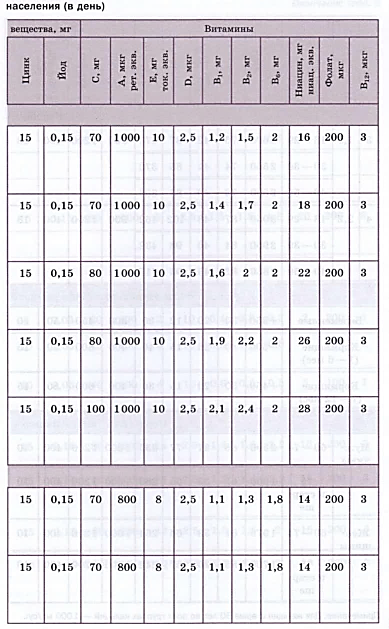 населения (в день)
вещества, мг Витамины
Цинк Йод С, мг А, мкг рет. экв. Е, мг ток. экв. D, мкг В₁, мг В₂, мг В₆, мг Ниацин, мг ниац. экв. Фолат, мкг В₁₂, мкг
15 0,15 70 1000 10 2,5 1,2 1,5 2 16 200 3
15 0,15 70 1000 10 2,5 1,4 1,7 2 18 200 3
15 0,15 80 1000 10 2,5 1,6 2 2 22 200 3
15 0,15 80 1000 10 2,5 1,9 2,2 2 26 200 3
15 0,15 100 1000 10 2,5 2,1 2,4 2 28 200 3
15 0,15 70 800 8 2,5 1,1 1,3 1,8 14 200 3
15 0,15 70 800 8 2,5 1,1 1,3 1,8 14 200 3